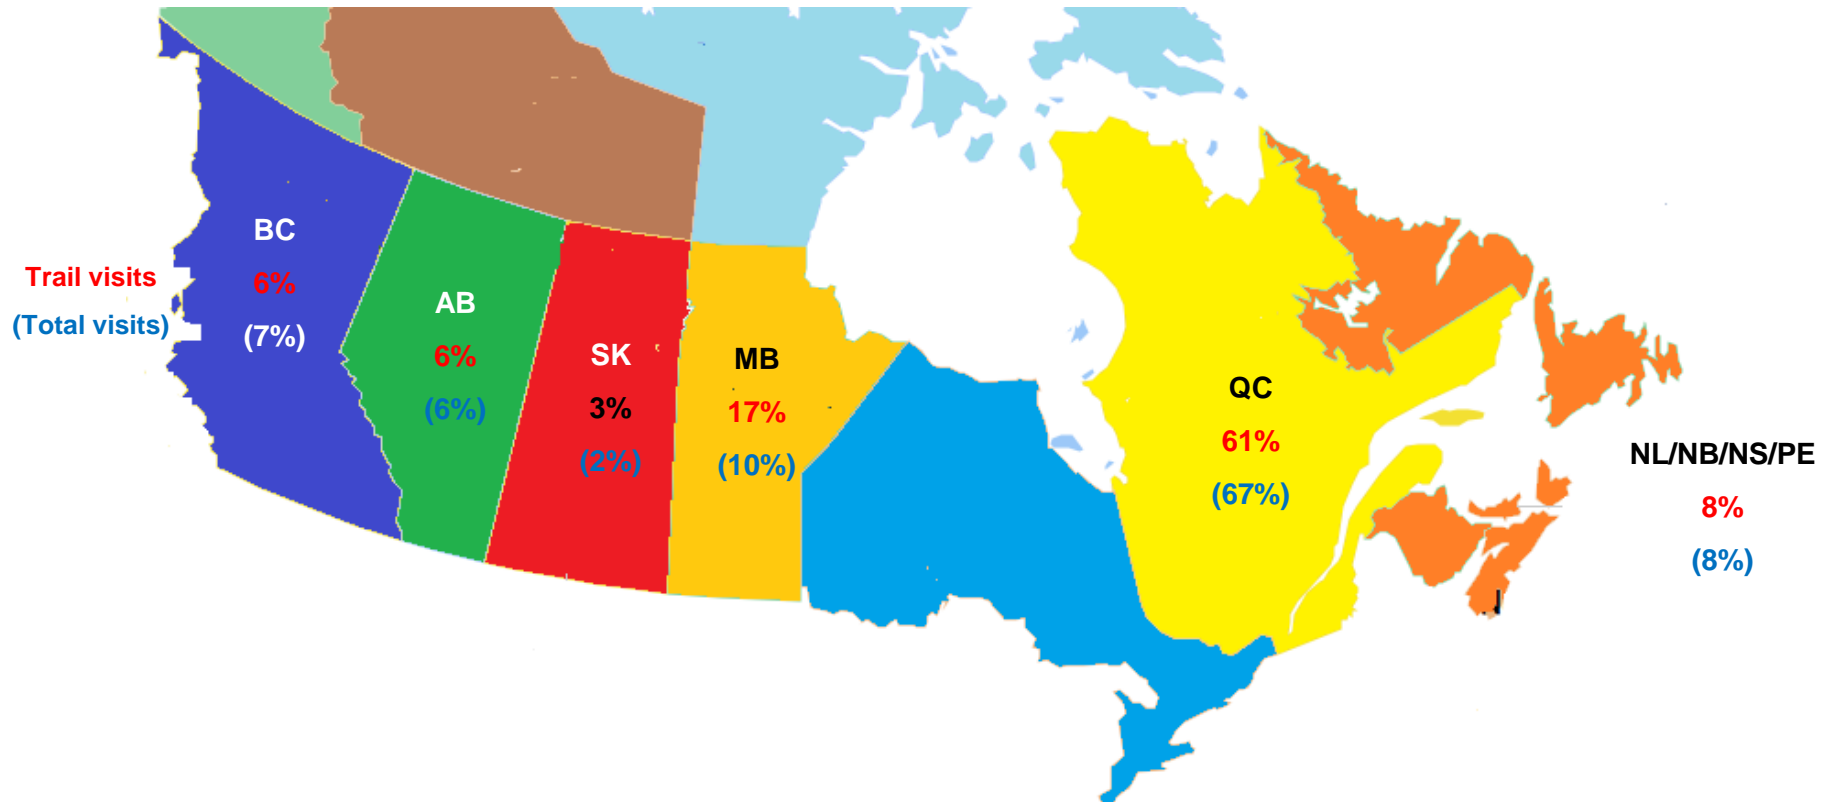 Trail visits
(Total visits)
BC
6%
(7%)
AB
6%
(6%)
SK
3%
(2%)
MB
17%
(10%)
QC
61%
(67%)
NL/NB/NS/PE
8%
(8%)